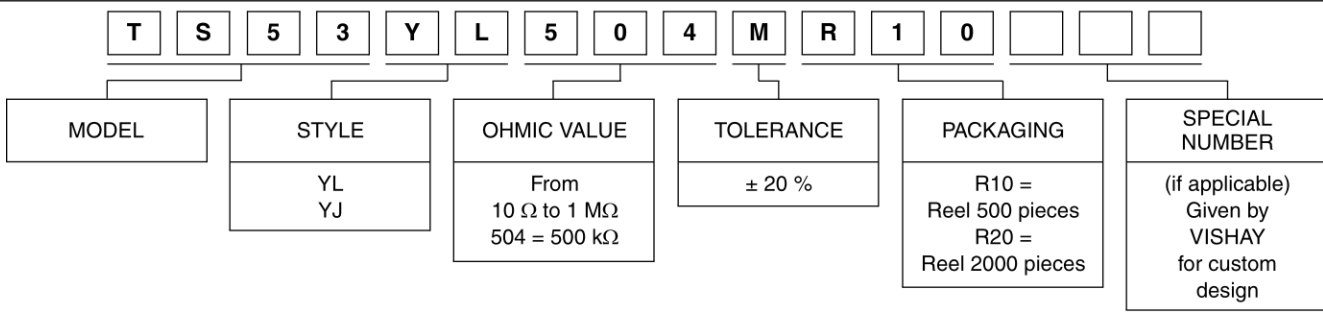 T S 5 3 Y L 5 0 4 M R 1 0
MODEL
STYLE
YL
YJ
OHMIC VALUE
From
10 Ω to 1 MΩ
504 = 500 kΩ
TOLERANCE
± 20 %
PACKAGING
R10 =
Reel 500 pieces
R20 =
Reel 2000 pieces
SPECIAL
NUMBER
(if applicable)
Given by
VISHAY
for custom
design